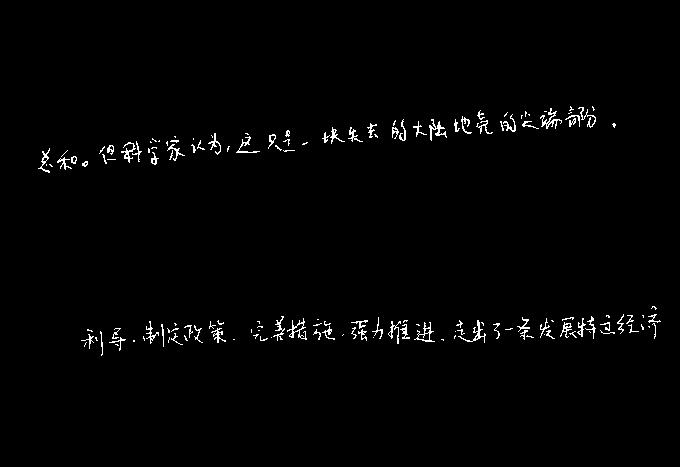 总和。但科学家认为,这只是一块失去的大陆地壳的尖端部分.
利导.制定政策.完善措施.强力推进.走出了一条发展特色经济